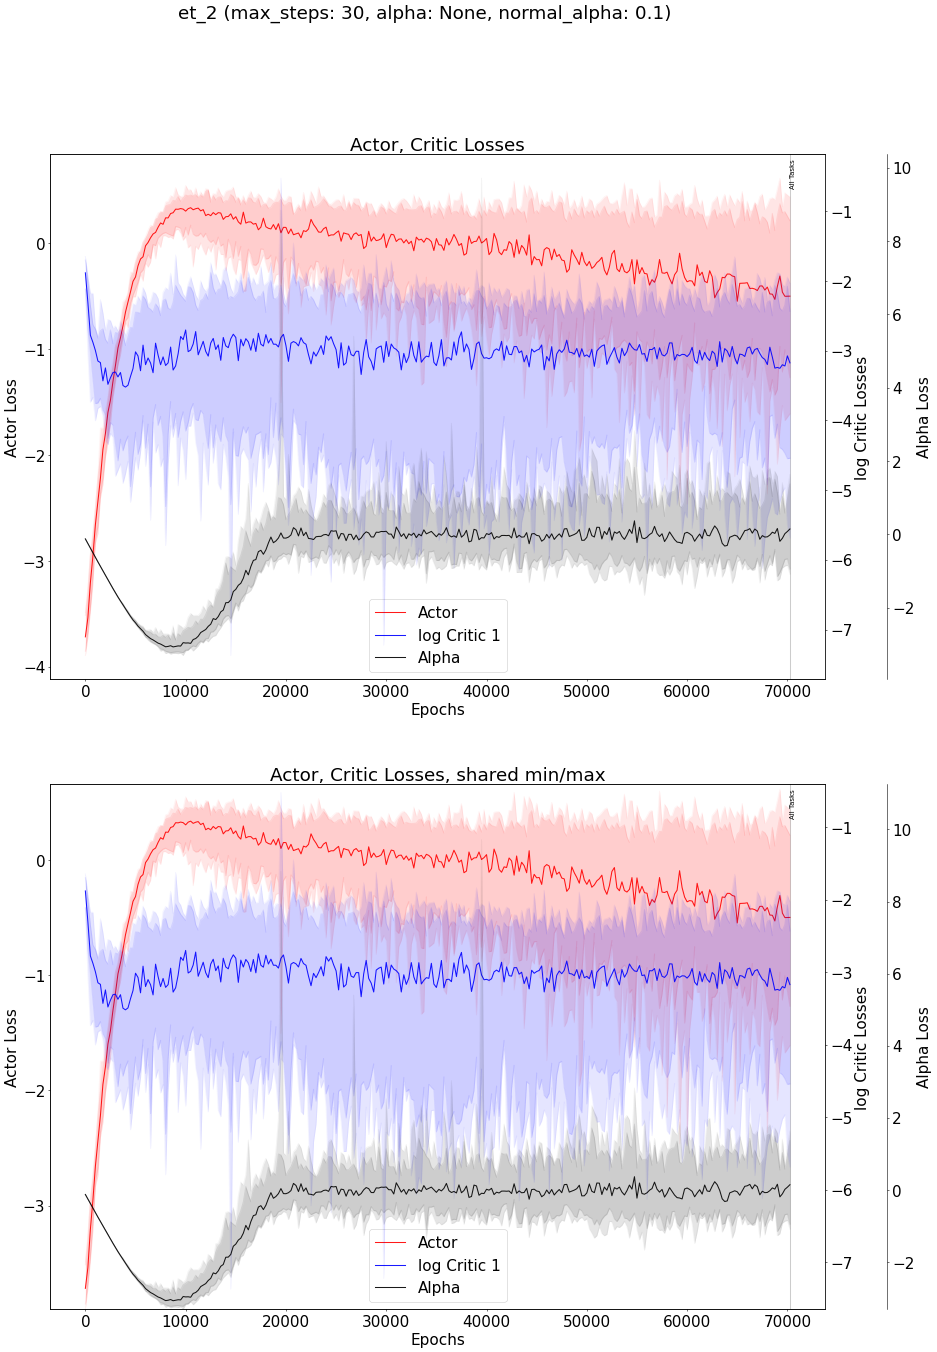 et_2 (max_steps: 30, alpha: None, normal_alpha: 0.1)
Actor, Critic Losses
All Tasks
0
−1
−2
−3
−4
Actor Loss
−1
−2
−3
−4
−5
−6
−7
log Critic Losses
10
8
6
4
2
0
−2
Alpha Loss
Actor
log Critic 1
Alpha
0 10000 20000 30000 40000 50000 60000 70000
Epochs
Actor, Critic Losses, shared min/max
All Tasks
0
−1
−2
−3
Actor Loss
−1
−2
−3
−4
−5
−6
−7
log Critic Losses
10
8
6
4
2
0
−2
Alpha Loss
Actor
log Critic 1
Alpha
0 10000 20000 30000 40000 50000 60000 70000
Epochs